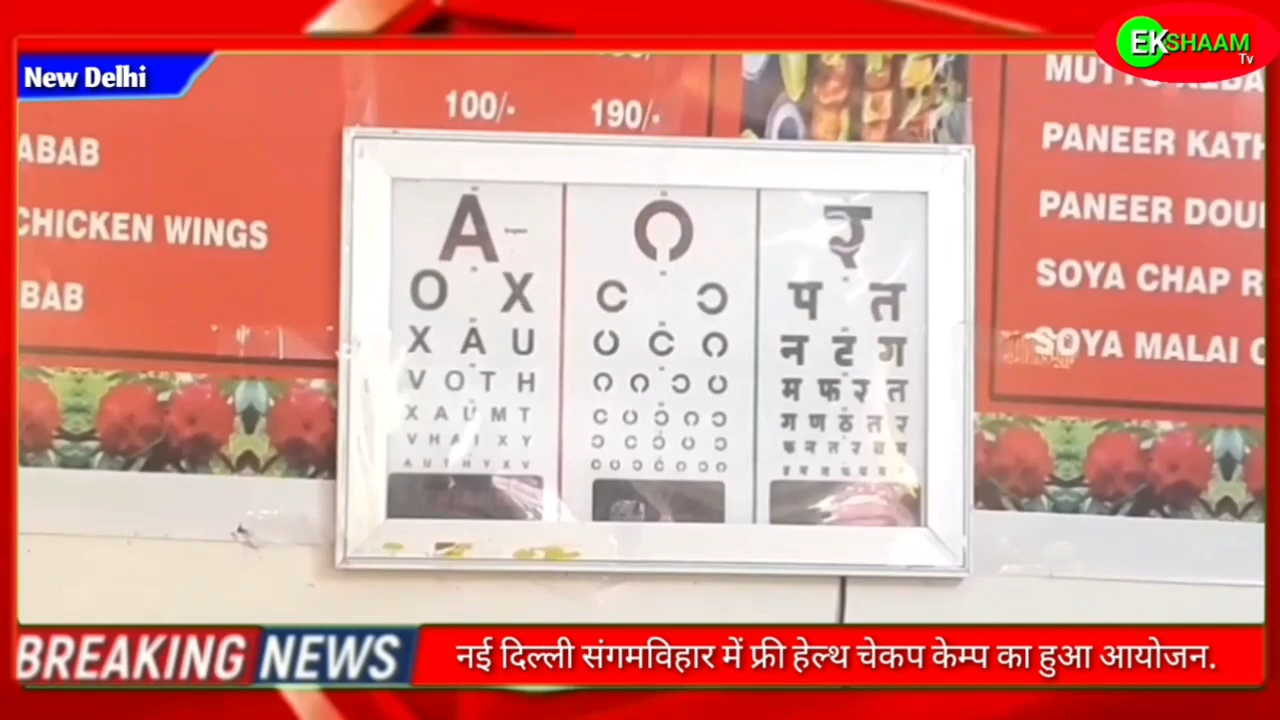 New Delhi
EKSHAAM
Tv
100/- 190/-
ABAB
CHICKEN WINGS
BAB
PANEER KATH
PANEER DOU
SOYA CHAP R
SOYA MALAI
A
O X
X A U
V O T H
X A U M T
V H A I X Y
A U T H Y X V
र
प त
न ट ग
म फ र त
ग ण ठ त र
क न त र
BREAKING NEWS
नई दिल्ली संगमविहार में फ्री हेल्थ चेकप केम्प का हुआ आयोजन.